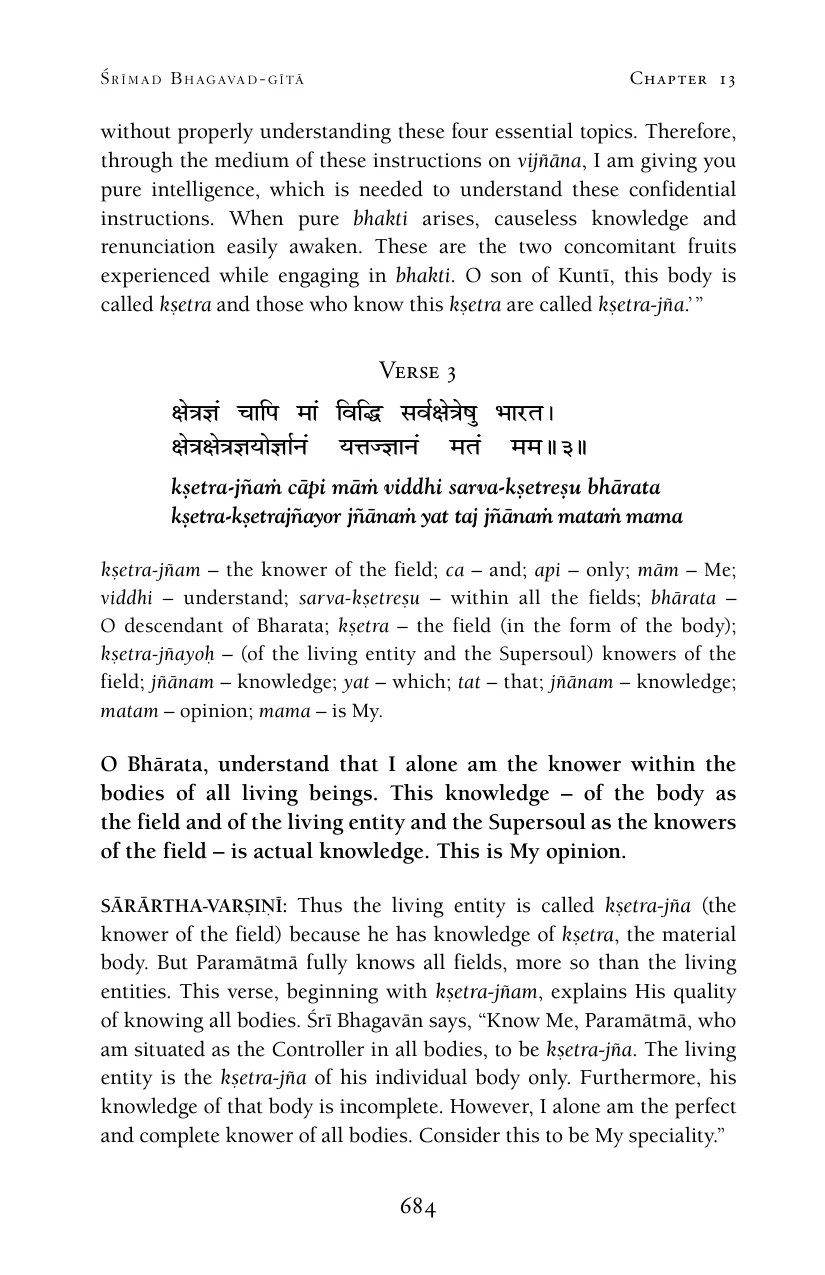 Śrīmad Bhagavad-gītā Chapter 13
without properly understanding these four essential topics. Therefore,
through the medium of these instructions on vijñāna, I am giving you
pure intelligence, which is needed to understand these confidential
instructions. When pure bhakti arises, causeless knowledge and
renunciation easily awaken. These are the two concomitant fruits
experienced while engaging in bhakti. O son of Kuntī, this body is
called kṣetra and those who know this kṣetra are called kṣetra-jña.’ ”
Verse 3
क्षेत्रज्ञं चापि मां विद्धि सर्वक्षेत्रेषु भारत।
क्षेत्रक्षेत्रज्ञयोर्ज्ञानं यत्तज्ज्ञानं मतं मम॥३॥
kṣetra-jñaṁ cāpi māṁ viddhi sarva-kṣetreṣu bhārata
kṣetra-kṣetrajñayor jñānaṁ yat taj jñānaṁ mataṁ mama
kṣetra-jñam – the knower of the field; ca – and; api – only; mām – Me;
viddhi – understand; sarva-kṣetreṣu – within all the fields; bhārata –
O descendant of Bharata; kṣetra – the field (in the form of the body);
kṣetra-jñayoḥ – (of the living entity and the Supersoul) knowers of the
field; jñānam – knowledge; yat – which; tat – that; jñānam – knowledge;
matam – opinion; mama – is My.
O Bhārata, understand that I alone am the knower within the
bodies of all living beings. This knowledge – of the body as
the field and of the living entity and the Supersoul as the knowers
of the field – is actual knowledge. This is My opinion.
SĀRĀRTHA-VARṢIṆĪ: Thus the living entity is called kṣetra-jña (the
knower of the field) because he has knowledge of kṣetra, the material
body. But Paramātmā fully knows all fields, more so than the living
entities. This verse, beginning with kṣetra-jñam, explains His quality
of knowing all bodies. Śrī Bhagavān says, “Know Me, Paramātmā, who
am situated as the Controller in all bodies, to be kṣetra-jña. The living
entity is the kṣetra-jña of his individual body only. Furthermore, his
knowledge of that body is incomplete. However, I alone am the perfect
and complete knower of all bodies. Consider this to be My speciality.”
684